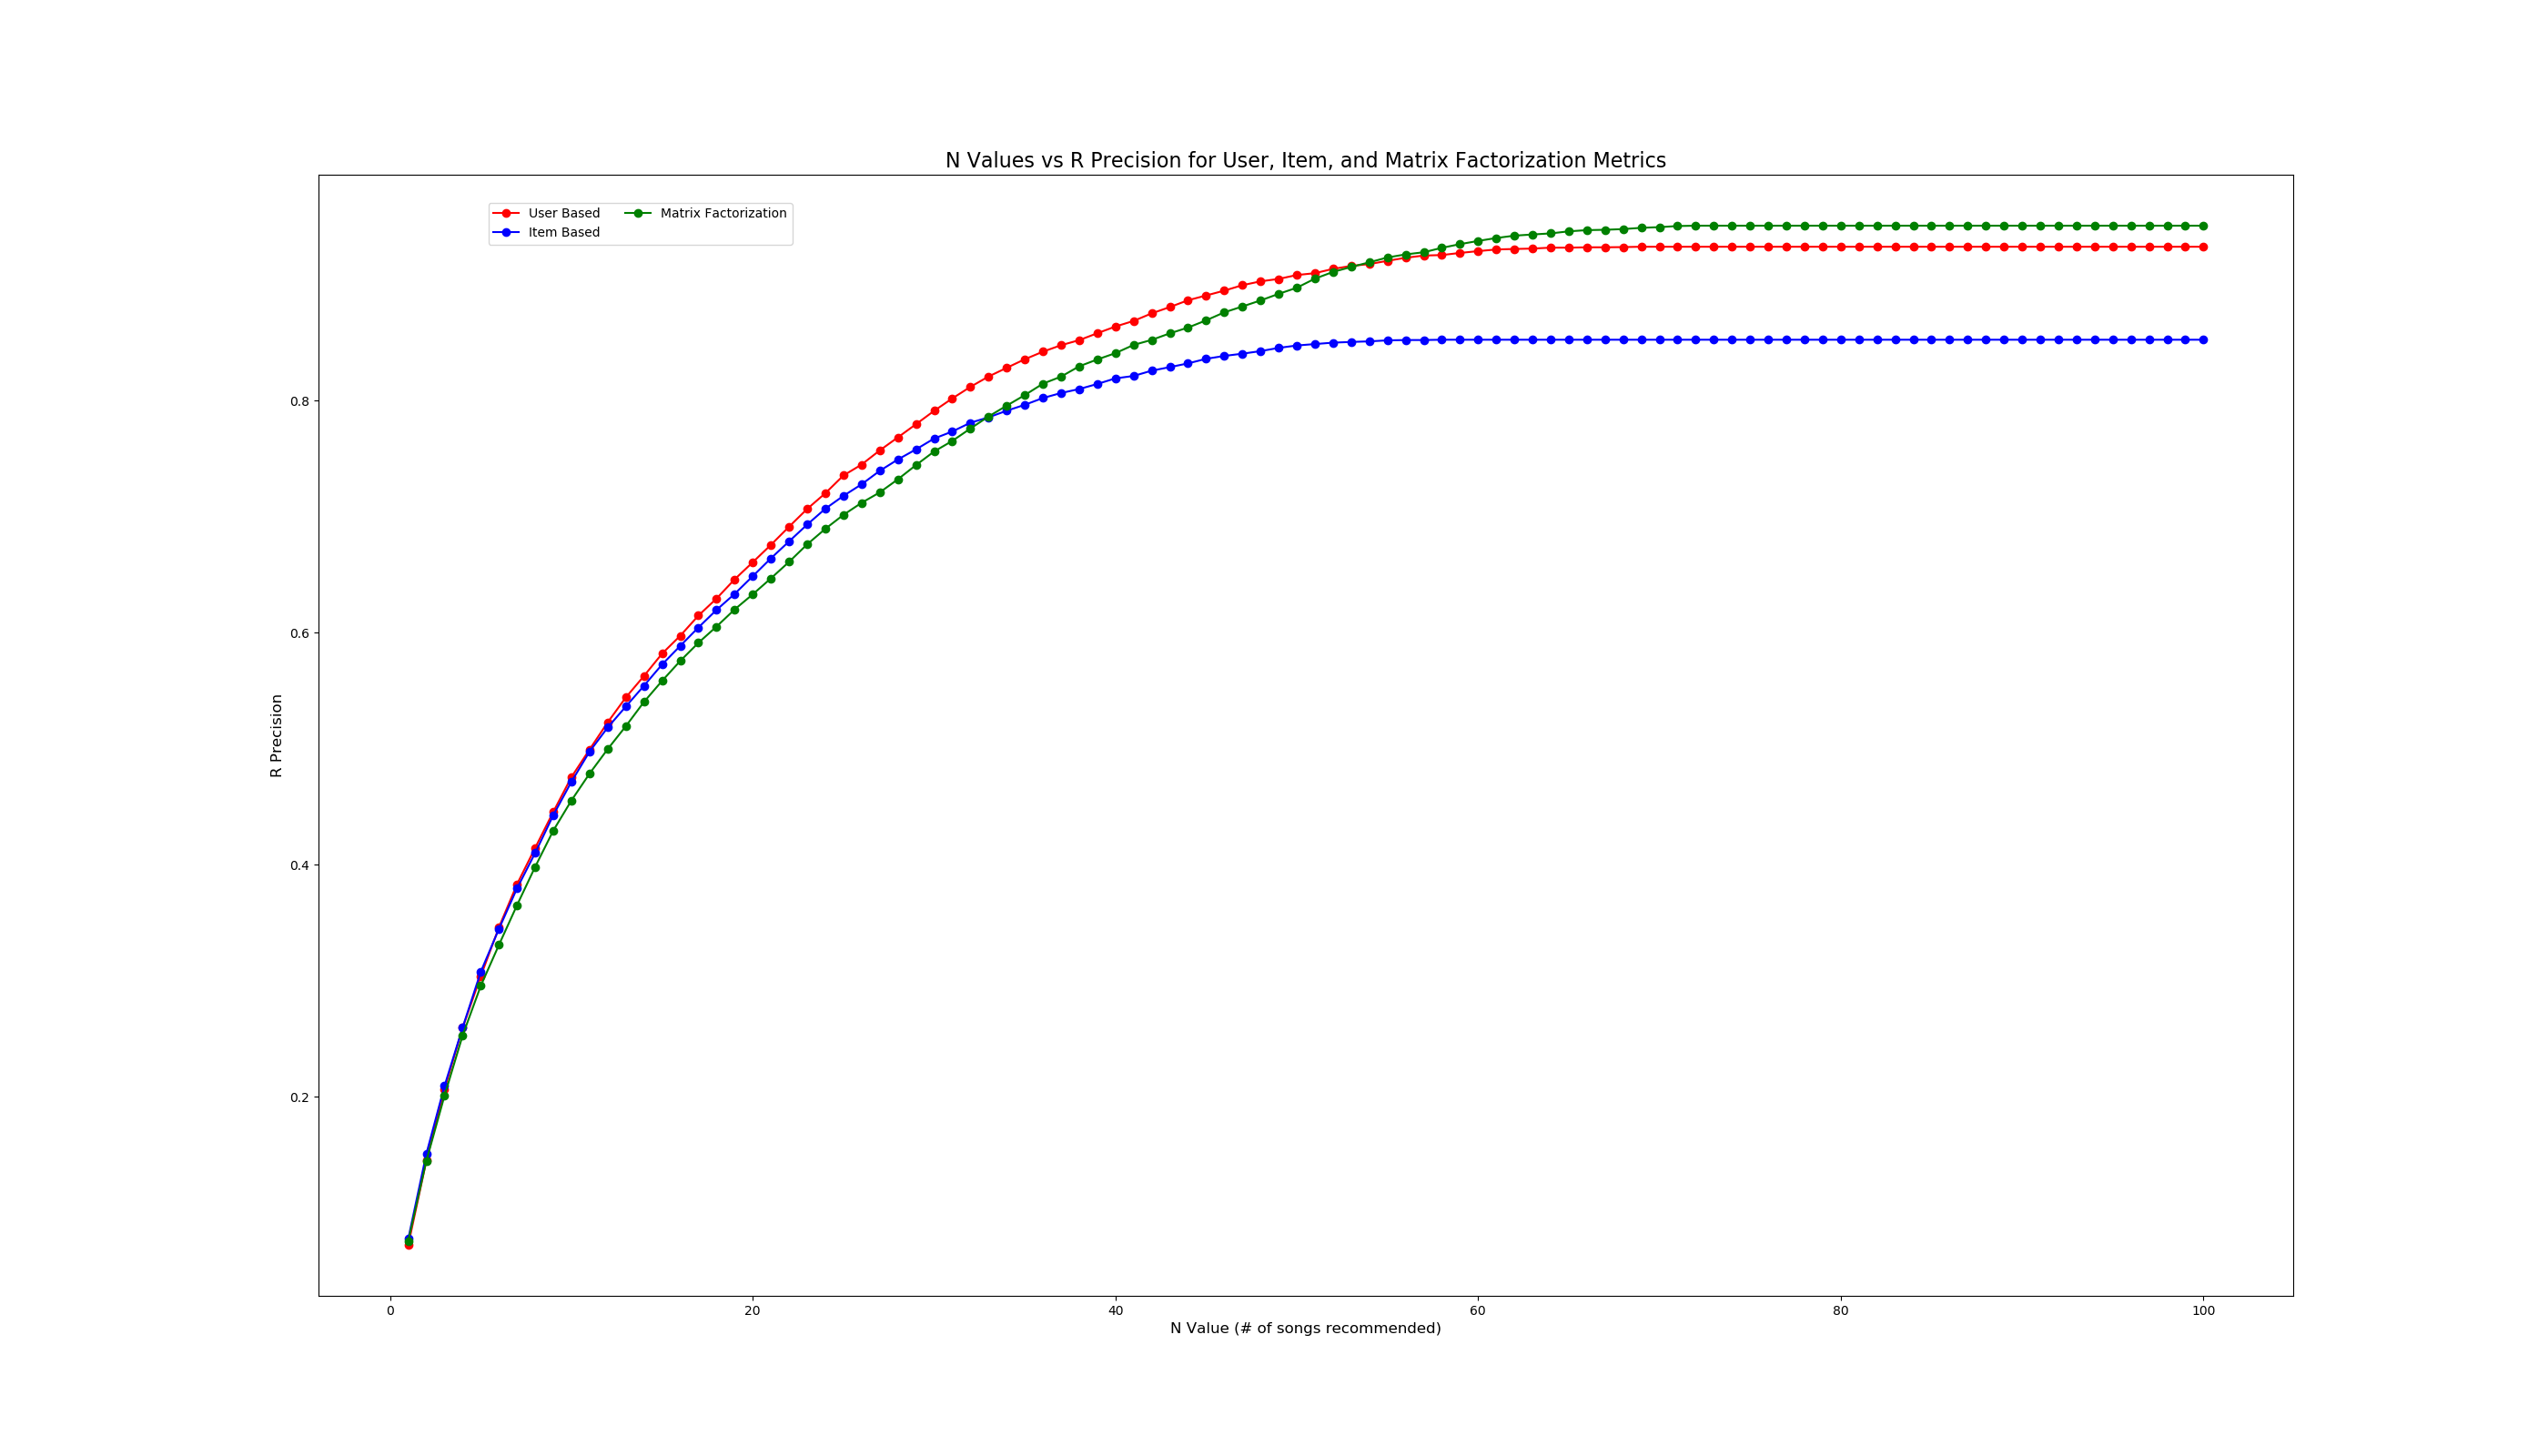 N Values vs R Precision for User, Item, and Matrix Factorization Metrics
User Based
Item Based
Matrix Factorization
0.8
0.6
0.4
0.2
R Precision
0 20 40 60 80 100
N Value (# of songs recommended)